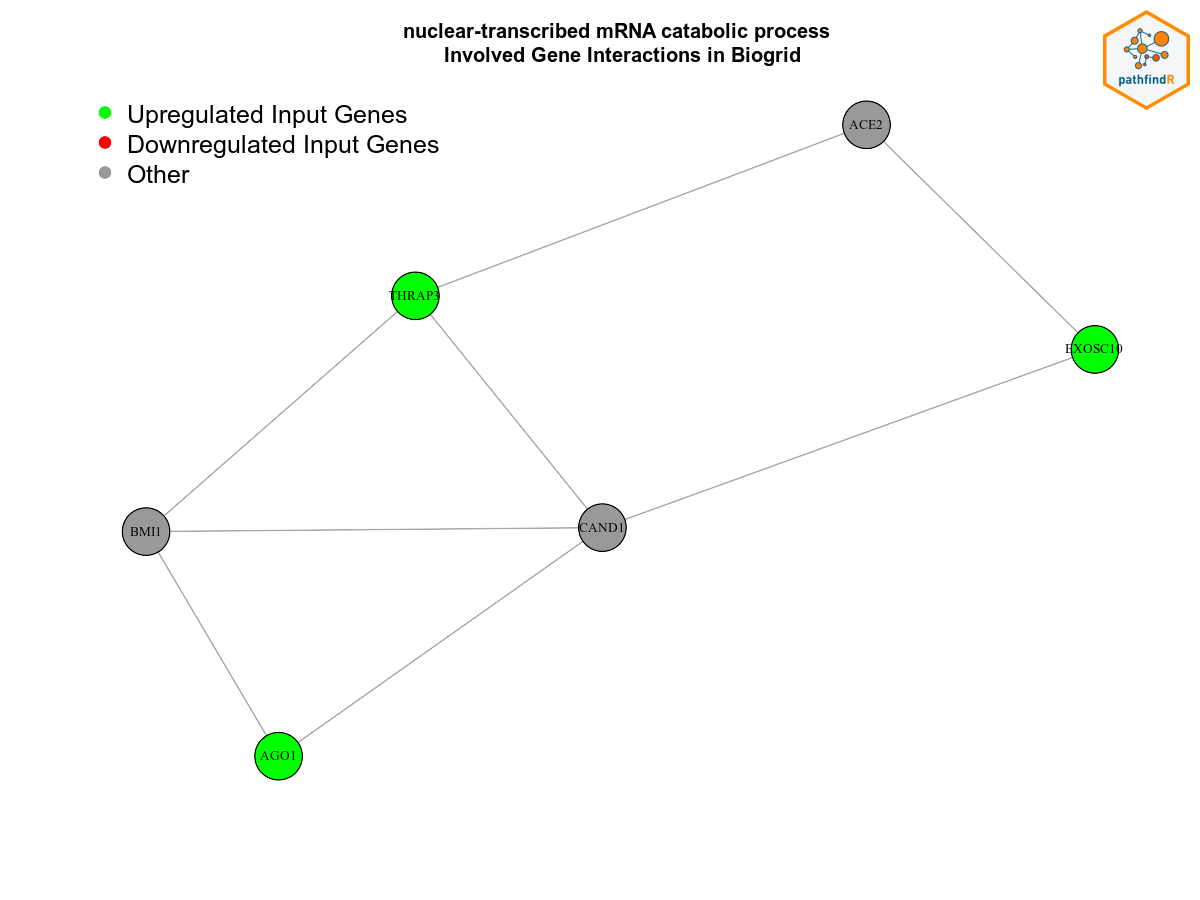 nuclear-transcribed mRNA catabolic process
Involved Gene Interactions in Biogrid
pathfindR
Upregulated Input Genes
Downregulated Input Genes
Other
ACE2
THRAP3
EXOSC10
BMI1
CAND1
AGO1